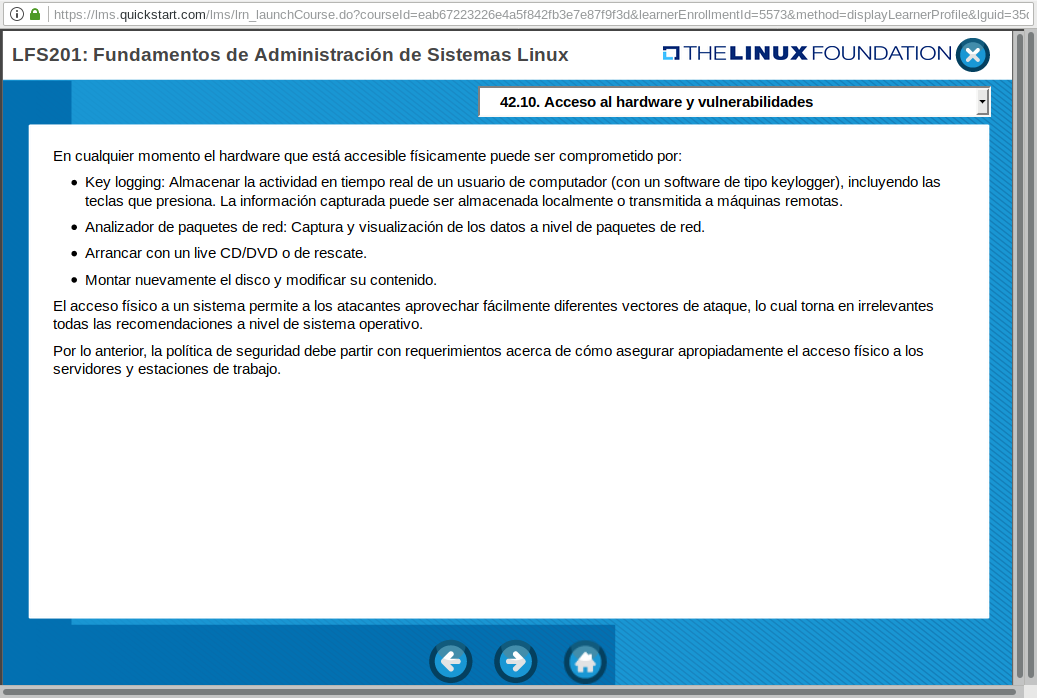 https://lms.quickstart.com/lms/lrn_launchCourse.do?courseId=eab67223226e4a5f842fb3e7e87f9f3d&learnerEnrollmentId=5573&method=displayLearnerProfile&lguid=35c
LFS201: Fundamentos de Administración de Sistemas Linux
THE LINUX FOUNDATION
42.10. Acceso al hardware y vulnerabilidades
En cualquier momento el hardware que está accesible físicamente puede ser comprometido por:
• Key logging: Almacenar la actividad en tiempo real de un usuario de computador (con un software de tipo keylogger), incluyendo las
teclas que presiona. La información capturada puede ser almacenada localmente o transmitida a máquinas remotas.
• Analizador de paquetes de red: Captura y visualización de los datos a nivel de paquetes de red.
• Arrancar con un live CD/DVD o de rescate.
• Montar nuevamente el disco y modificar su contenido.
El acceso físico a un sistema permite a los atacantes aprovechar fácilmente diferentes vectores de ataque, lo cual torna en irrelevantes
todas las recomendaciones a nivel de sistema operativo.
Por lo anterior, la política de seguridad debe partir con requerimientos acerca de cómo asegurar apropiadamente el acceso físico a los
servidores y estaciones de trabajo.